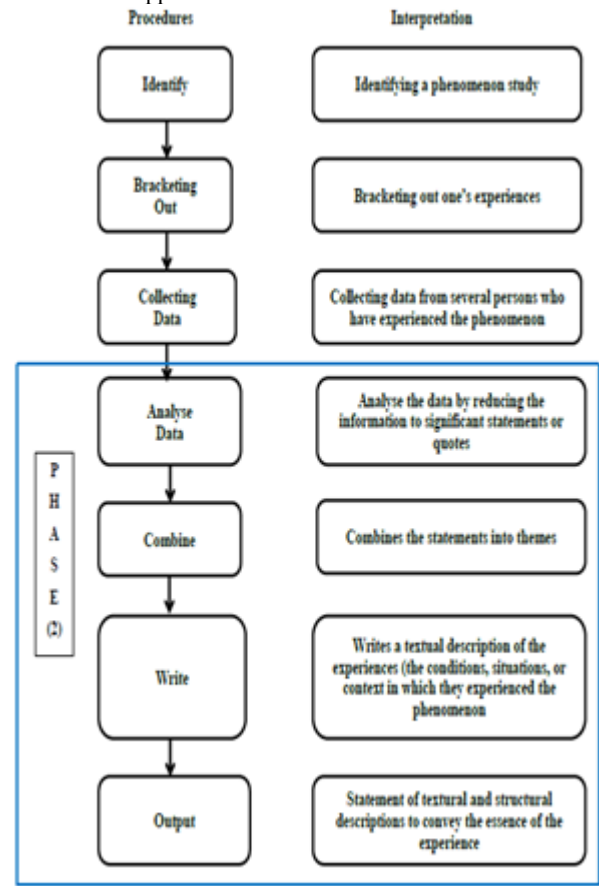 Procedures Interpretation
Identify
Identifying a phenomenon study
Bracketing
Out
Bracketing out one's experiences
Collecting
Data
Collecting data from several persons who
have experienced the phenomenon
Analyse
Data
Analyse the data by reducing the
information to significant statements or
quotes
P
H
A
S
E
(2)
Combine
Combines the statements into themes
Write
Writes a textual description of the
experiences (the conditions, situations, or
context in which they experienced the
phenomenon
Output
Statement of textural and structural
descriptions to convey the essence of the
experience